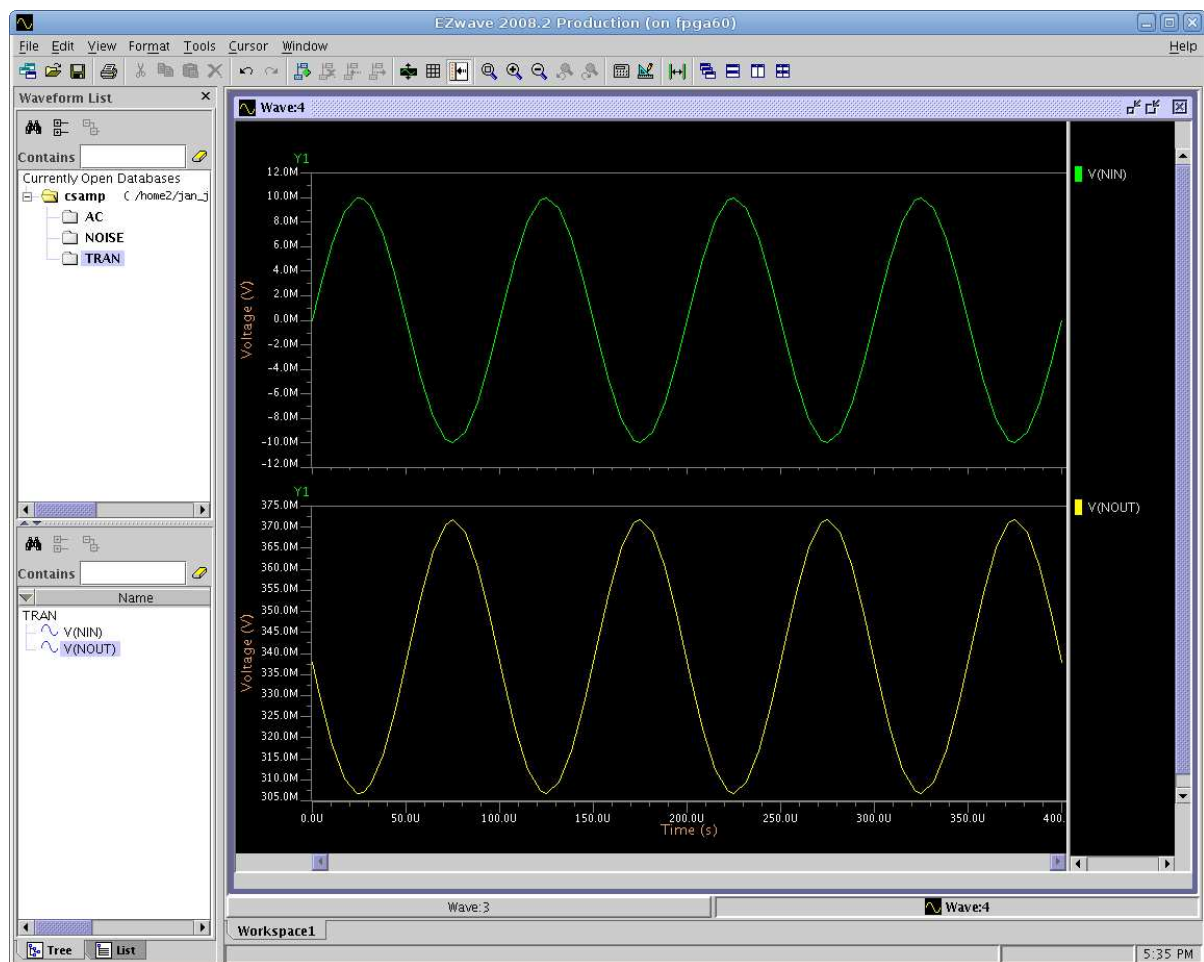 EZwave 2008.2 Production (on fpga60)
File Edit View Format Tools Cursor Window Help
Waveform List
Contains
Currently Open Databases
csamp ( /home2/jan_j
AC
NOISE
TRAN
Contains
Name
TRAN
V(NIN)
V(NOUT)
Tree List
Wave:4
Y1
12.0M
10.0M
8.0M
6.0M
4.0M
2.0M
0.0M
-2.0M
-4.0M
-6.0M
-8.0M
-10.0M
-12.0M
Voltage (V)
V(NIN)
Y1
375.0M
370.0M
365.0M
360.0M
355.0M
350.0M
345.0M
340.0M
335.0M
330.0M
325.0M
320.0M
315.0M
310.0M
305.0M
Voltage (V)
V(NOUT)
0.0U 50.0U 100.0U 150.0U 200.0U 250.0U 300.0U 350.0U 400.
Time (s)
Wave:3 Wave:4
Workspace1
5:35 PM